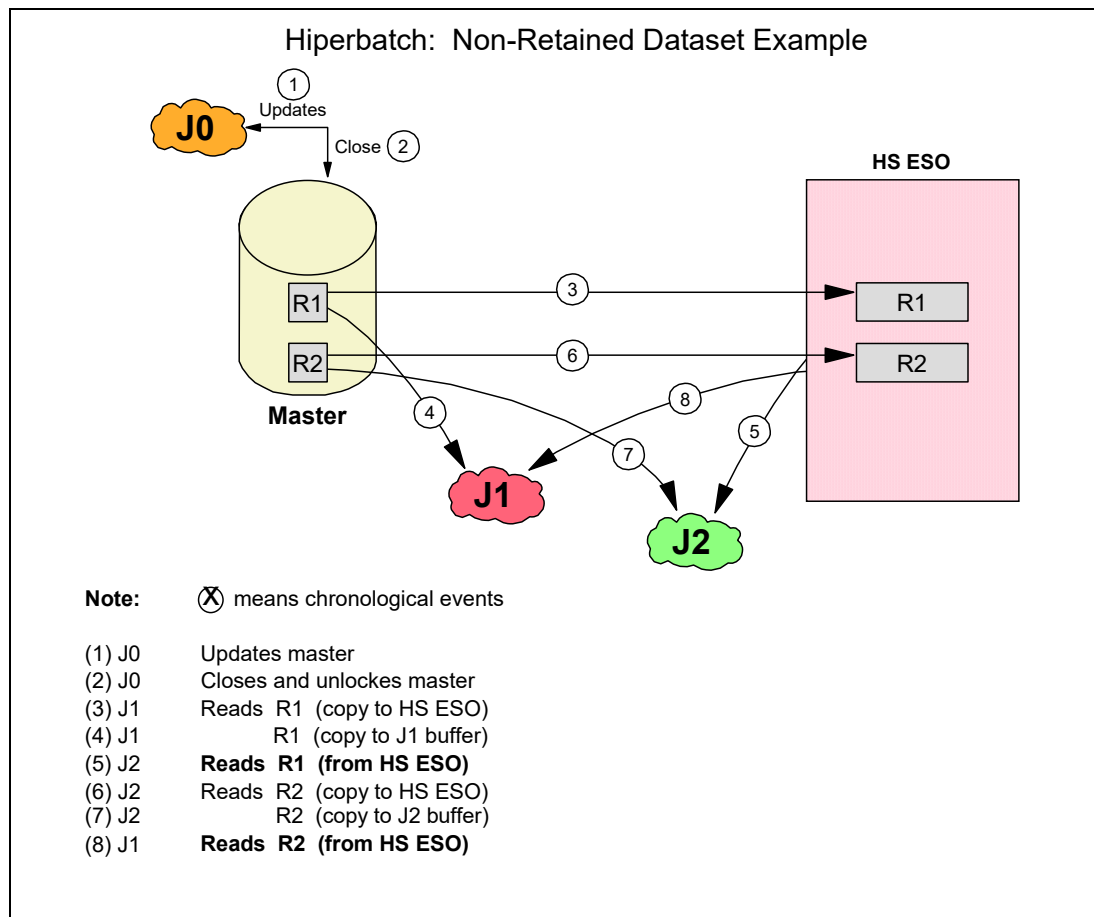 Hiperbatch: Non-Retained Dataset Example
1
Updates
J0
Close 2
HS ESO
R1
3
R1
R2
6
R2
Master
4
8
5
7
J1
J2
Note: X means chronological events
(1) J0 Updates master
(2) J0 Closes and unlockes master
(3) J1 Reads R1 (copy to HS ESO)
(4) J1 R1 (copy to J1 buffer)
(5) J2 Reads R1 (from HS ESO)
(6) J2 Reads R2 (copy to HS ESO)
(7) J2 R2 (copy to J2 buffer)
(8) J1 Reads R2 (from HS ESO)